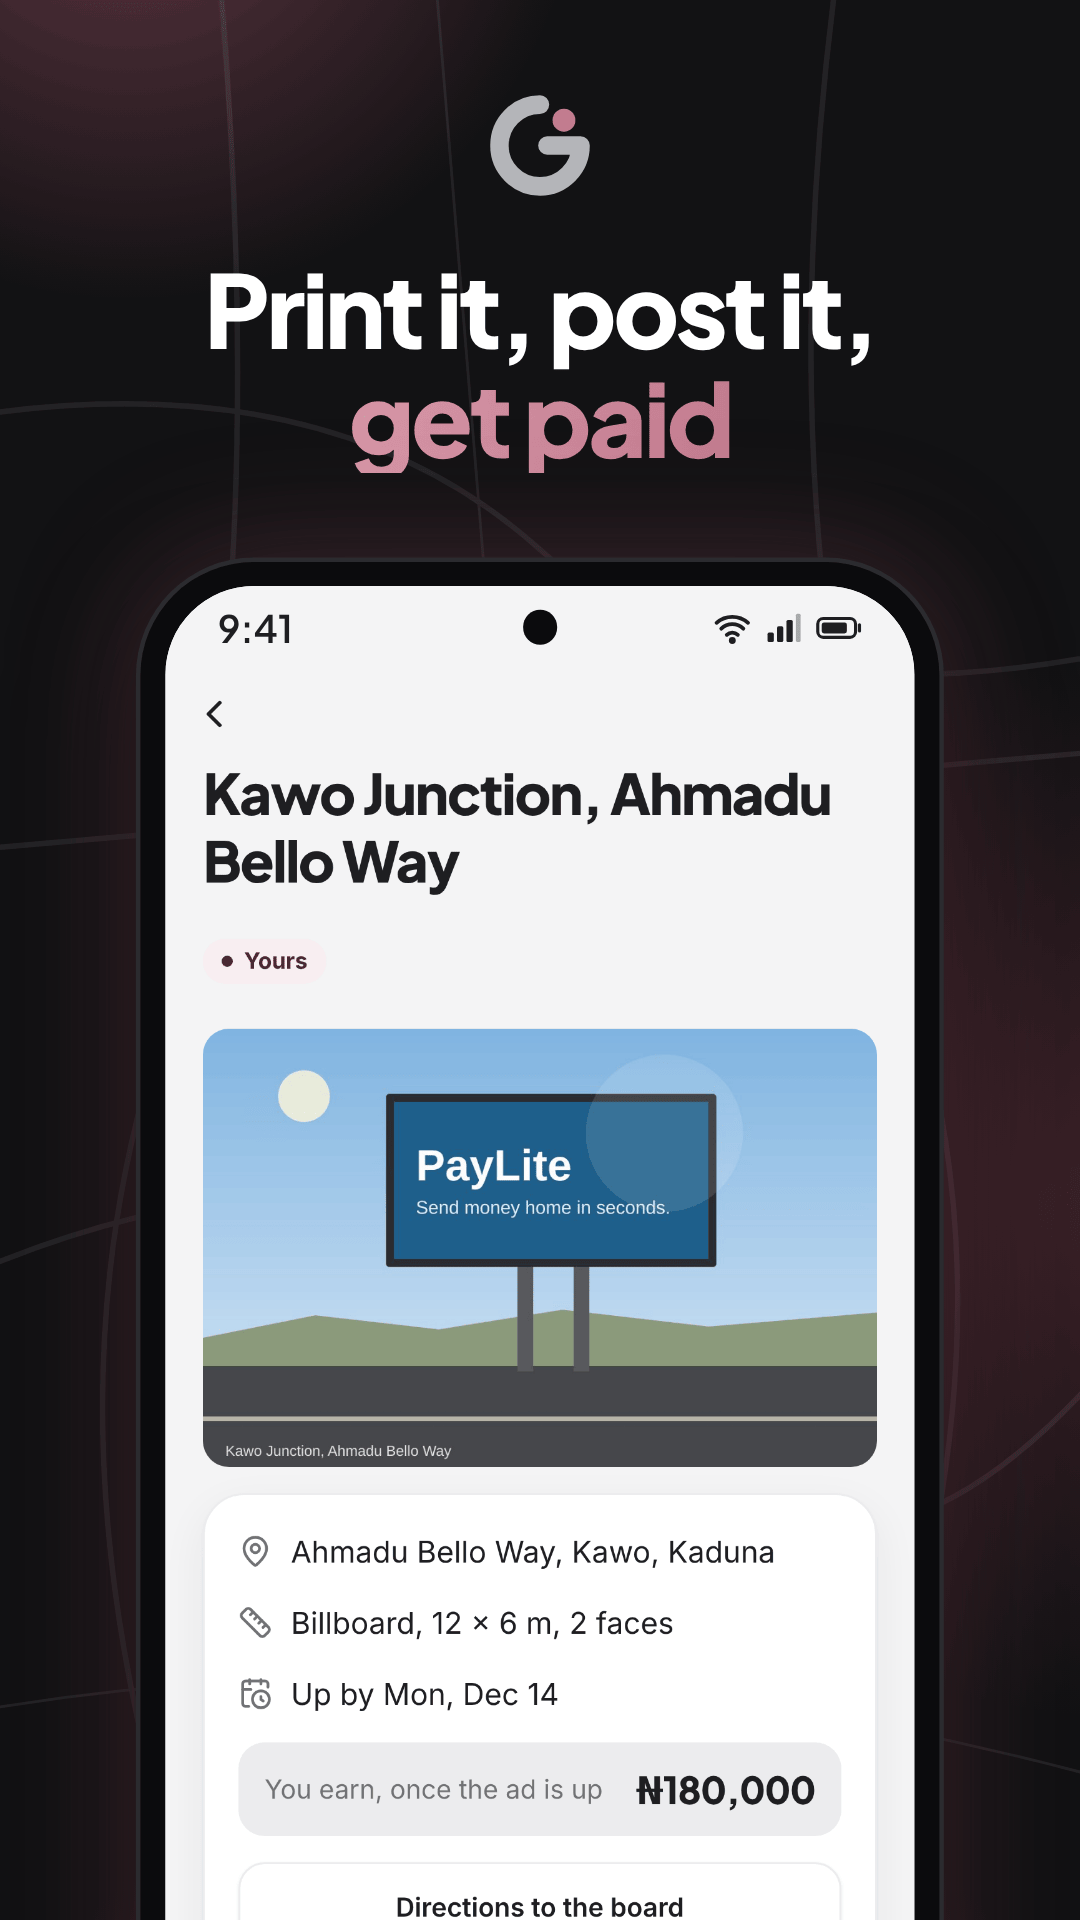 Print it, post it,
get paid
9:41
Kawo Junction, Ahmadu
Bello Way
Yours
PayLite
Send money home in seconds.
Kawo Junction, Ahmadu Bello Way
Ahmadu Bello Way, Kawo, Kaduna
Billboard, 12 × 6 m, 2 faces
Up by Mon, Dec 14
You earn, once the ad is up ₦180,000
Directions to the board